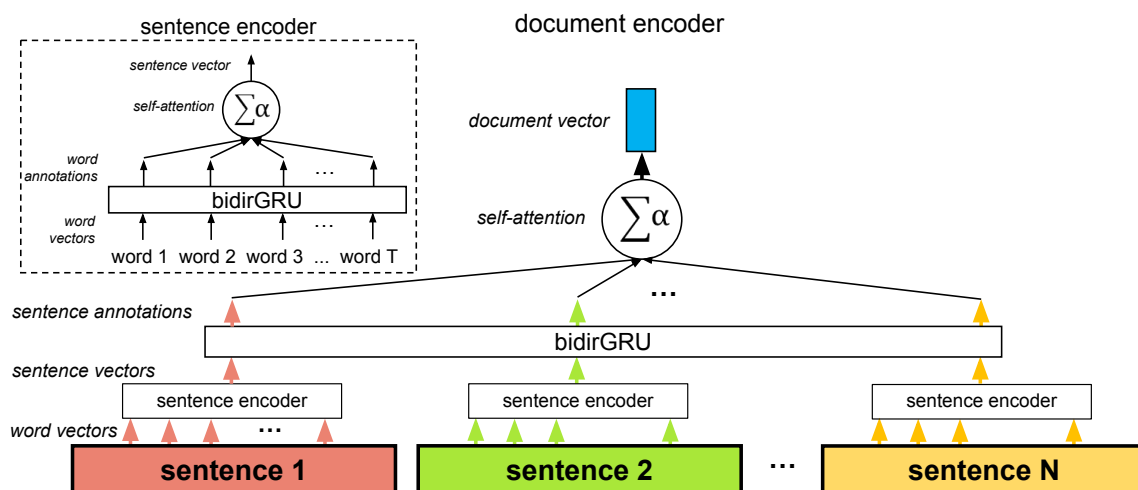 sentence encoder
sentence vector
self-attention
∑α
word
annotations
...
bidirGRU
word
vectors
...
word 1 word 2 word 3 ... word T
document encoder
document vector
self-attention
∑α
...
sentence annotations
bidirGRU
sentence vectors
sentence encoder sentence encoder sentence encoder
word vectors
...
sentence 1 sentence 2 ... sentence N